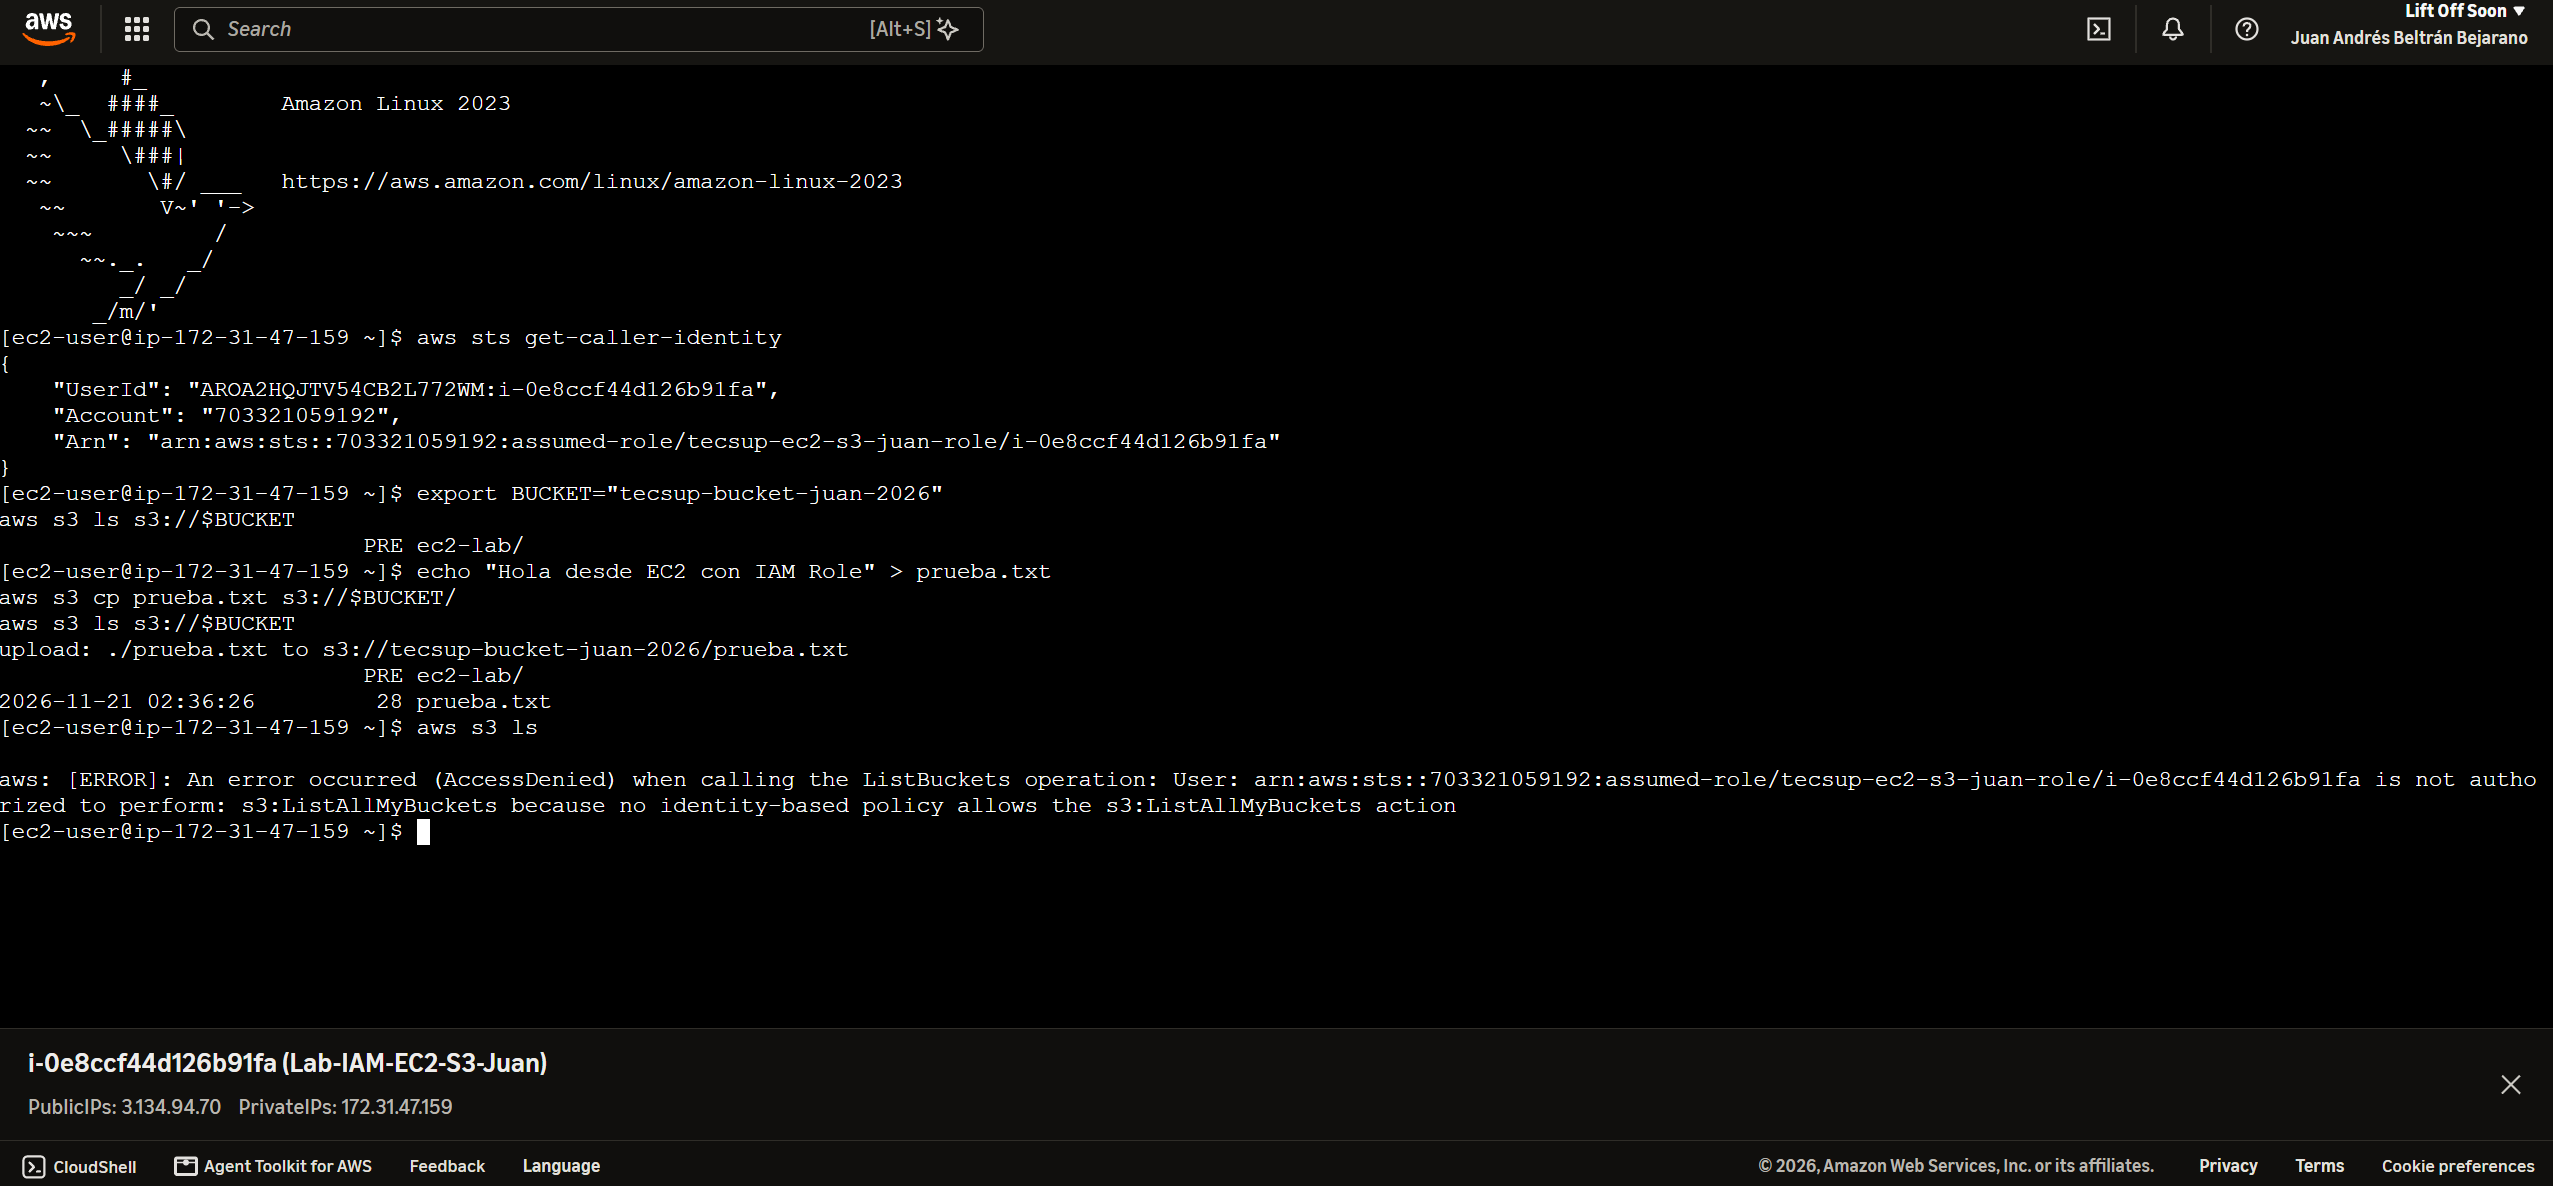 aws
Search [Alt+S]
Lift Off Soon ▼
Juan Andrés Beltrán Bejarano
   ,     #_
   ~\_  ####_        Amazon Linux 2023
  ~~  \_#####\
  ~~     \###|
  ~~       \#/ ___   https://aws.amazon.com/linux/amazon-linux-2023
   ~~       V~' '->
    ~~~         /
      ~~._.   _/
         _/ _/
       _/m/'
[ec2-user@ip-172-31-47-159 ~]$ aws sts get-caller-identity
{
    "UserId": "AROA2HQJTV54CB2L772WM:i-0e8ccf44d126b91fa",
    "Account": "703321059192",
    "Arn": "arn:aws:sts::703321059192:assumed-role/tecsup-ec2-s3-juan-role/i-0e8ccf44d126b91fa"
}
[ec2-user@ip-172-31-47-159 ~]$ export BUCKET="tecsup-bucket-juan-2026"
aws s3 ls s3://$BUCKET
                           PRE ec2-lab/
[ec2-user@ip-172-31-47-159 ~]$ echo "Hola desde EC2 con IAM Role" > prueba.txt
aws s3 cp prueba.txt s3://$BUCKET/
aws s3 ls s3://$BUCKET
upload: ./prueba.txt to s3://tecsup-bucket-juan-2026/prueba.txt
                           PRE ec2-lab/
2026-11-21 02:36:26         28 prueba.txt
[ec2-user@ip-172-31-47-159 ~]$ aws s3 ls
aws: [ERROR]: An error occurred (AccessDenied) when calling the ListBuckets operation: User: arn:aws:sts::703321059192:assumed-role/tecsup-ec2-s3-juan-role/i-0e8ccf44d126b91fa is not autho
rized to perform: s3:ListAllMyBuckets because no identity-based policy allows the s3:ListAllMyBuckets action
[ec2-user@ip-172-31-47-159 ~]$
i-0e8ccf44d126b91fa (Lab-IAM-EC2-S3-Juan)
PublicIPs: 3.134.94.70 PrivateIPs: 172.31.47.159
CloudShell Agent Toolkit for AWS Feedback Language © 2026, Amazon Web Services, Inc. or its affiliates. Privacy Terms Cookie preferences